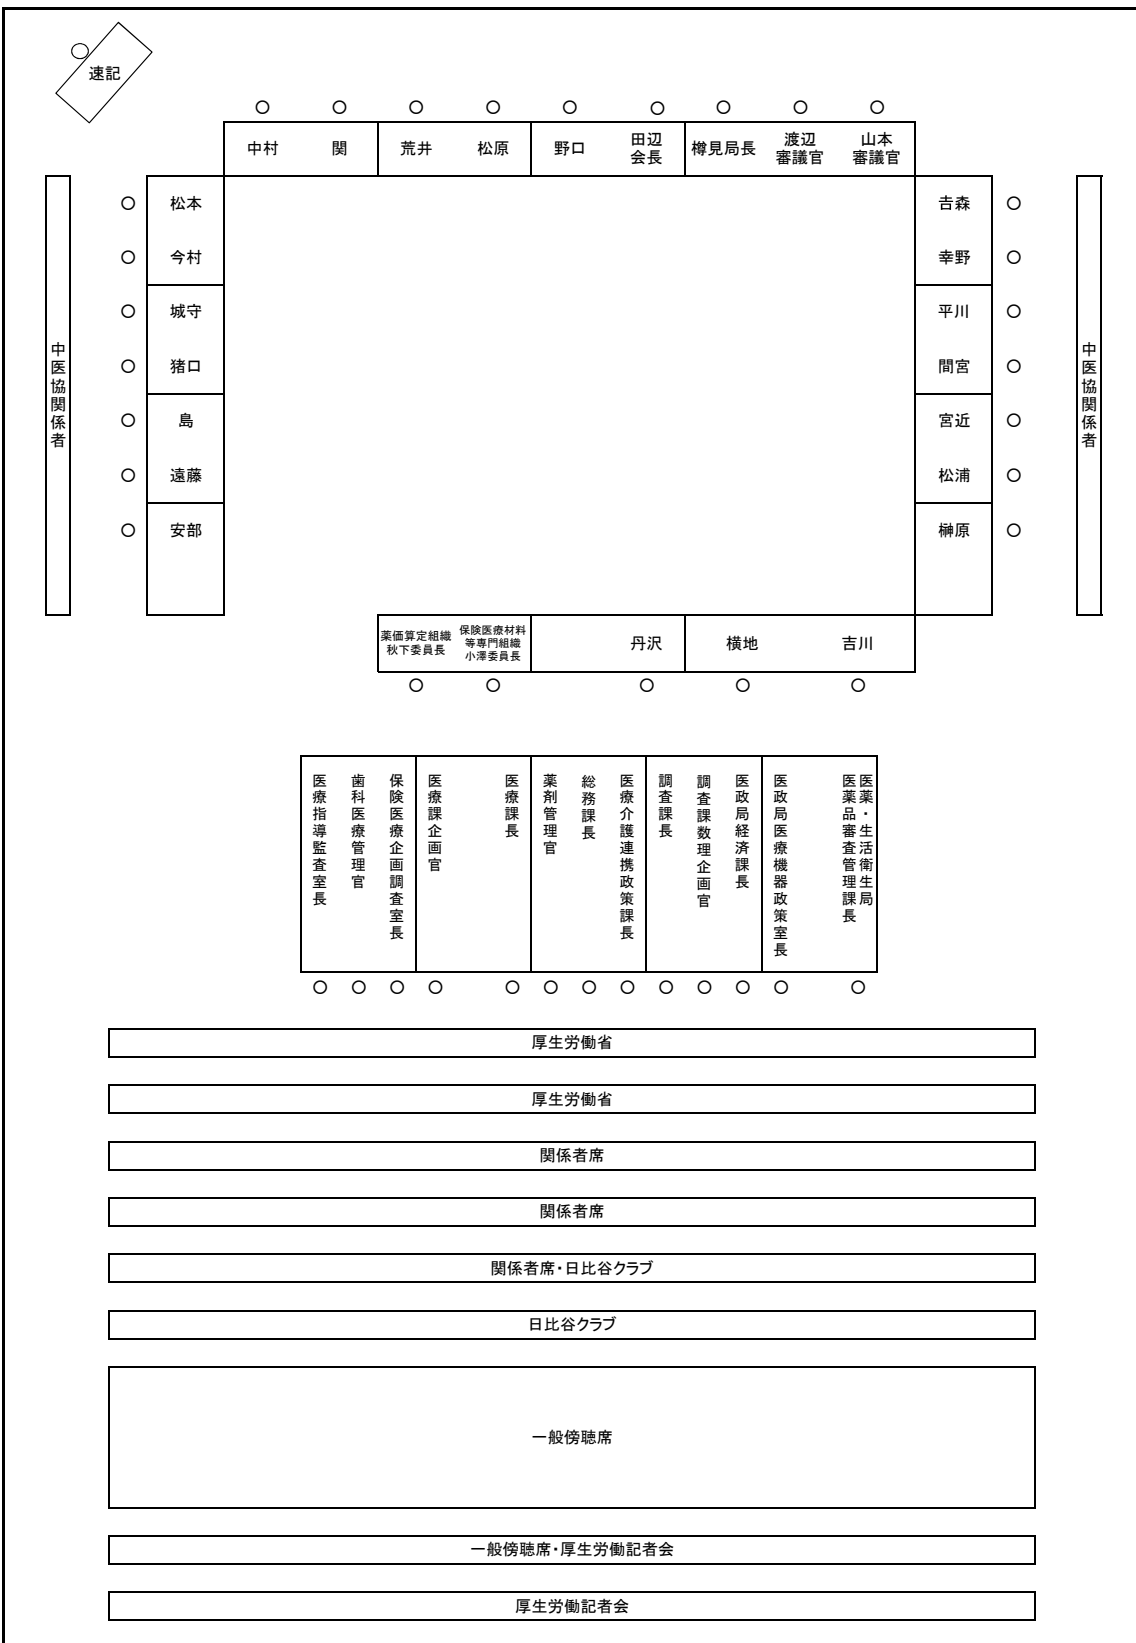 速記
中村
関
荒井
松原
野口
田辺
会長
樽見局長
渡辺
審議官
山本
審議官
松本
今村
城守
猪口
島
遠藤
安部
中医協関係者
吉森
幸野
平川
間宮
宮近
松浦
榊原
中医協関係者
薬価算定組織
秋下委員長
保険医療材料
等専門組織
小澤委員長
丹沢
横地
吉川
医療指導監査室長
歯科医療管理官
保険医療企画調査室長
医療課企画官
医療課長
薬剤管理官
総務課長
医療介護連携政策課長
調査課長
調査課数理企画官
医政局経済課長
医政局医療機器政策室長
医薬・生活衛生局
医薬品審査管理課長
厚生労働省
厚生労働省
関係者席
関係者席
関係者席・日比谷クラブ
日比谷クラブ
一般傍聴席
一般傍聴席・厚生労働記者会
厚生労働記者会